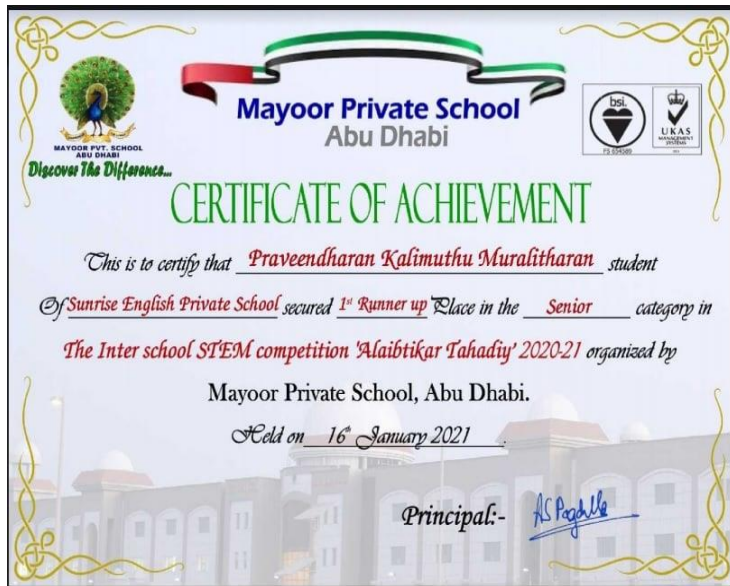 MAYOOR PVT. SCHOOL
ABU DHABI
Discover The Difference...
Mayoor Private School
Abu Dhabi
bsi.
FS 654589
UKAS
MANAGEMENT
SYSTEMS
CERTIFICATE OF ACHIEVEMENT
This is to certify that Praveendharan Kalimuthu Muralitharan student
Of Sunrise English Private School secured 1st Runner up Place in the Senior category in
The Inter school STEM competition 'Alaibtikar Tahadiy' 2020-21 organized by
Mayoor Private School, Abu Dhabi.
Held on 16th January 2021.
Principal:-